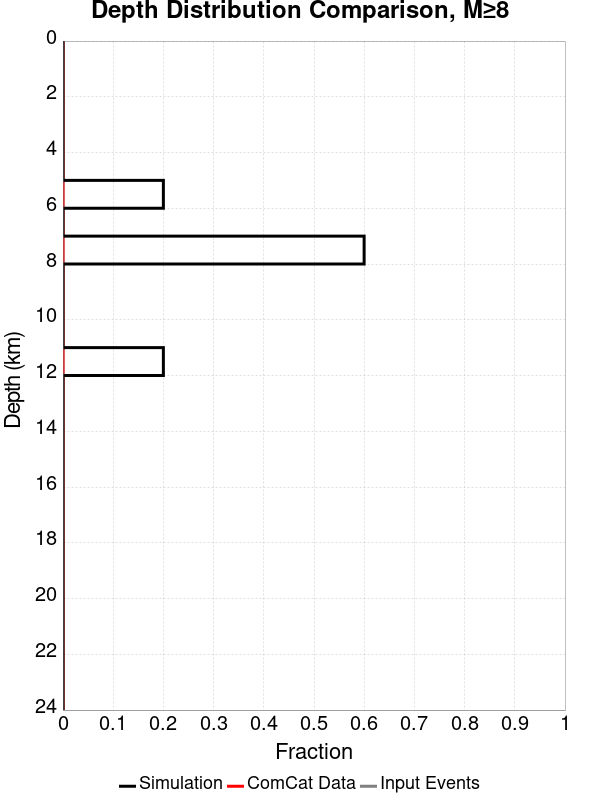 Depth Distribution Comparison, M≥8
0
2
4
6
8
10
12
14
16
18
20
22
24
Depth (km)
0 0.1 0.2 0.3 0.4 0.5 0.6 0.7 0.8 0.9 1
Fraction
Simulation ComCat Data Input Events